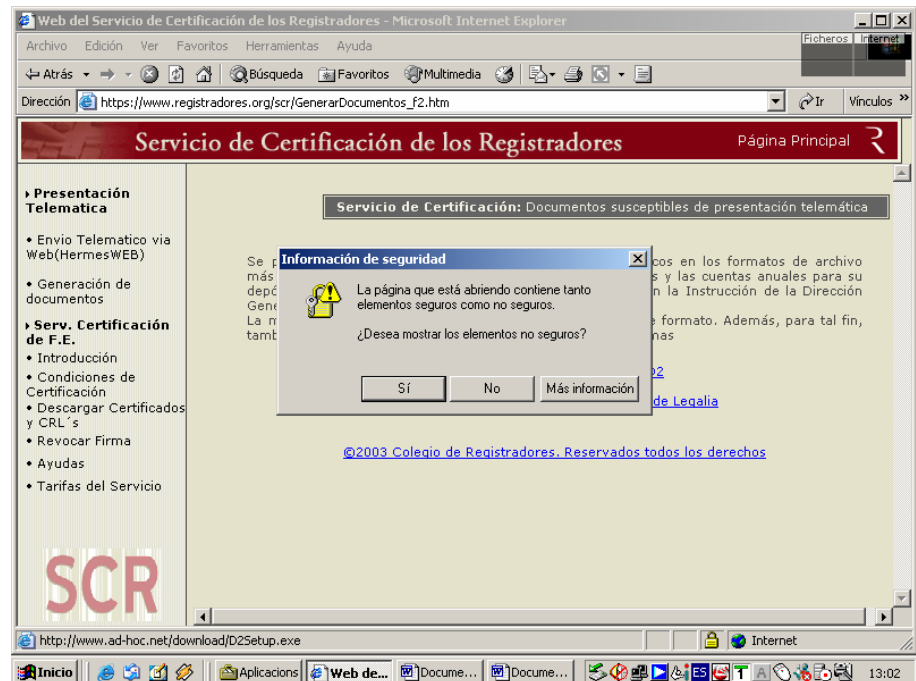 Web del Servicio de Certificación de los Registradores - Microsoft Internet Explorer
Archivo Edición Ver Favoritos Herramientas Ayuda
Ficheros Internet
Atrás Búsqueda Favoritos Multimedia
Dirección https://www.registradores.org/scr/GenerarDocumentos_f2.htm Ir Vínculos »
Servicio de Certificación de los Registradores Página Principal
Presentación
Telematica
• Envio Telematico via
Web(HermesWEB)
• Generación de
documentos
Serv. Certificación
de F.E.
• Introducción
• Condiciones de
Certificación
• Descargar Certificados
y CRL´s
• Revocar Firma
• Ayudas
• Tarifas del Servicio
SCR
Servicio de Certificación: Documentos susceptibles de presentación telemática
Se cos en los formatos de archivo
más s y las cuentas anuales para su
depó n la Instrucción de la Dirección
Gene
La formato. Además, para tal fin,
tamb nas
D2
de Legalia
©2003 Colegio de Registradores. Reservados todos los derechos
Información de seguridad
La página que está abriendo contiene tanto
elementos seguros como no seguros.
¿Desea mostrar los elementos no seguros?
Sí No Más información
http://www.ad-hoc.net/download/D2Setup.exe Internet
Inicio Aplicacions Web de... Docume... Docume... ES T A 13:02